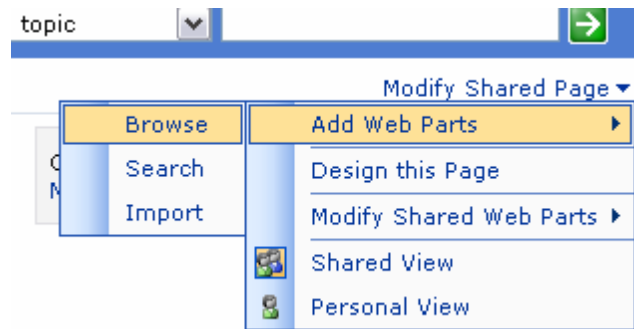 topic
Modify Shared Page
Browse
Add Web Parts
Search
Design this Page
Import
Modify Shared Web Parts
Shared View
Personal View